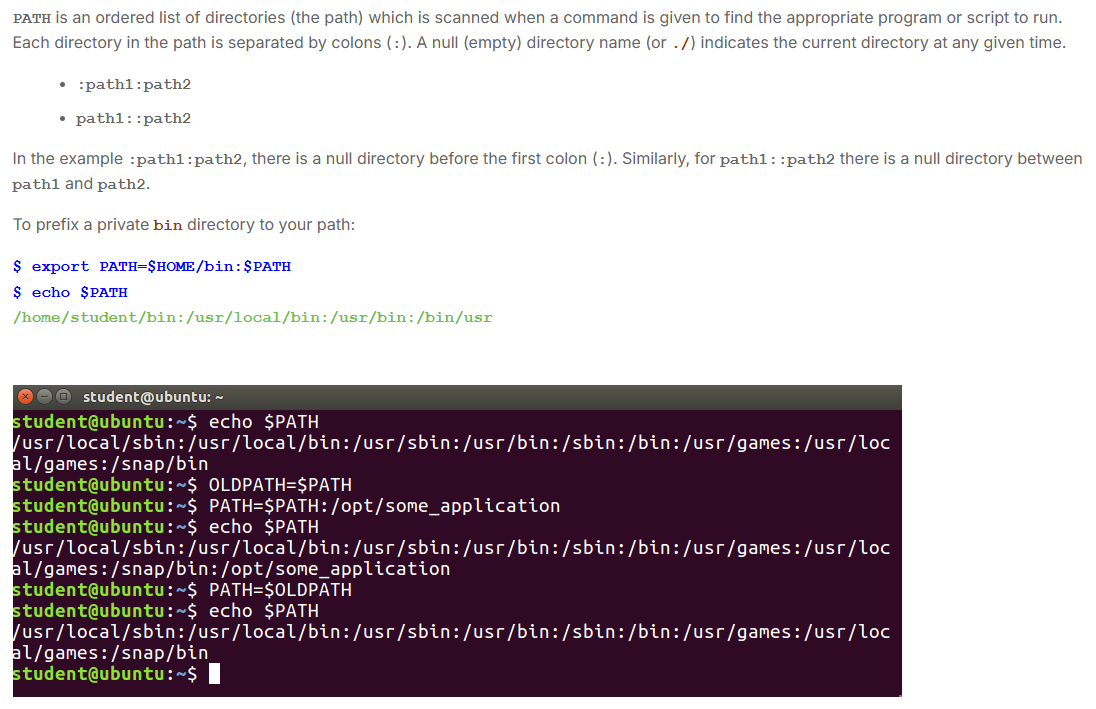 PATH is an ordered list of directories (the path) which is scanned when a command is given to find the appropriate program or script to run.
Each directory in the path is separated by colons (:). A null (empty) directory name (or ./) indicates the current directory at any given time.
• :path1:path2
• path1::path2
In the example :path1:path2, there is a null directory before the first colon (:). Similarly, for path1::path2 there is a null directory between
path1 and path2.
To prefix a private bin directory to your path:
$ export PATH=$HOME/bin:$PATH
$ echo $PATH
/home/student/bin:/usr/local/bin:/usr/bin:/bin/usr
student@ubuntu: ~
student@ubuntu:~$ echo $PATH
/usr/local/sbin:/usr/local/bin:/usr/sbin:/usr/bin:/sbin:/bin:/usr/games:/usr/loc
al/games:/snap/bin
student@ubuntu:~$ OLDPATH=$PATH
student@ubuntu:~$ PATH=$PATH:/opt/some_application
student@ubuntu:~$ echo $PATH
/usr/local/sbin:/usr/local/bin:/usr/sbin:/usr/bin:/sbin:/bin:/usr/games:/usr/loc
al/games:/snap/bin:/opt/some_application
student@ubuntu:~$ PATH=$OLDPATH
student@ubuntu:~$ echo $PATH
/usr/local/sbin:/usr/local/bin:/usr/sbin:/usr/bin:/sbin:/bin:/usr/games:/usr/loc
al/games:/snap/bin
student@ubuntu:~$